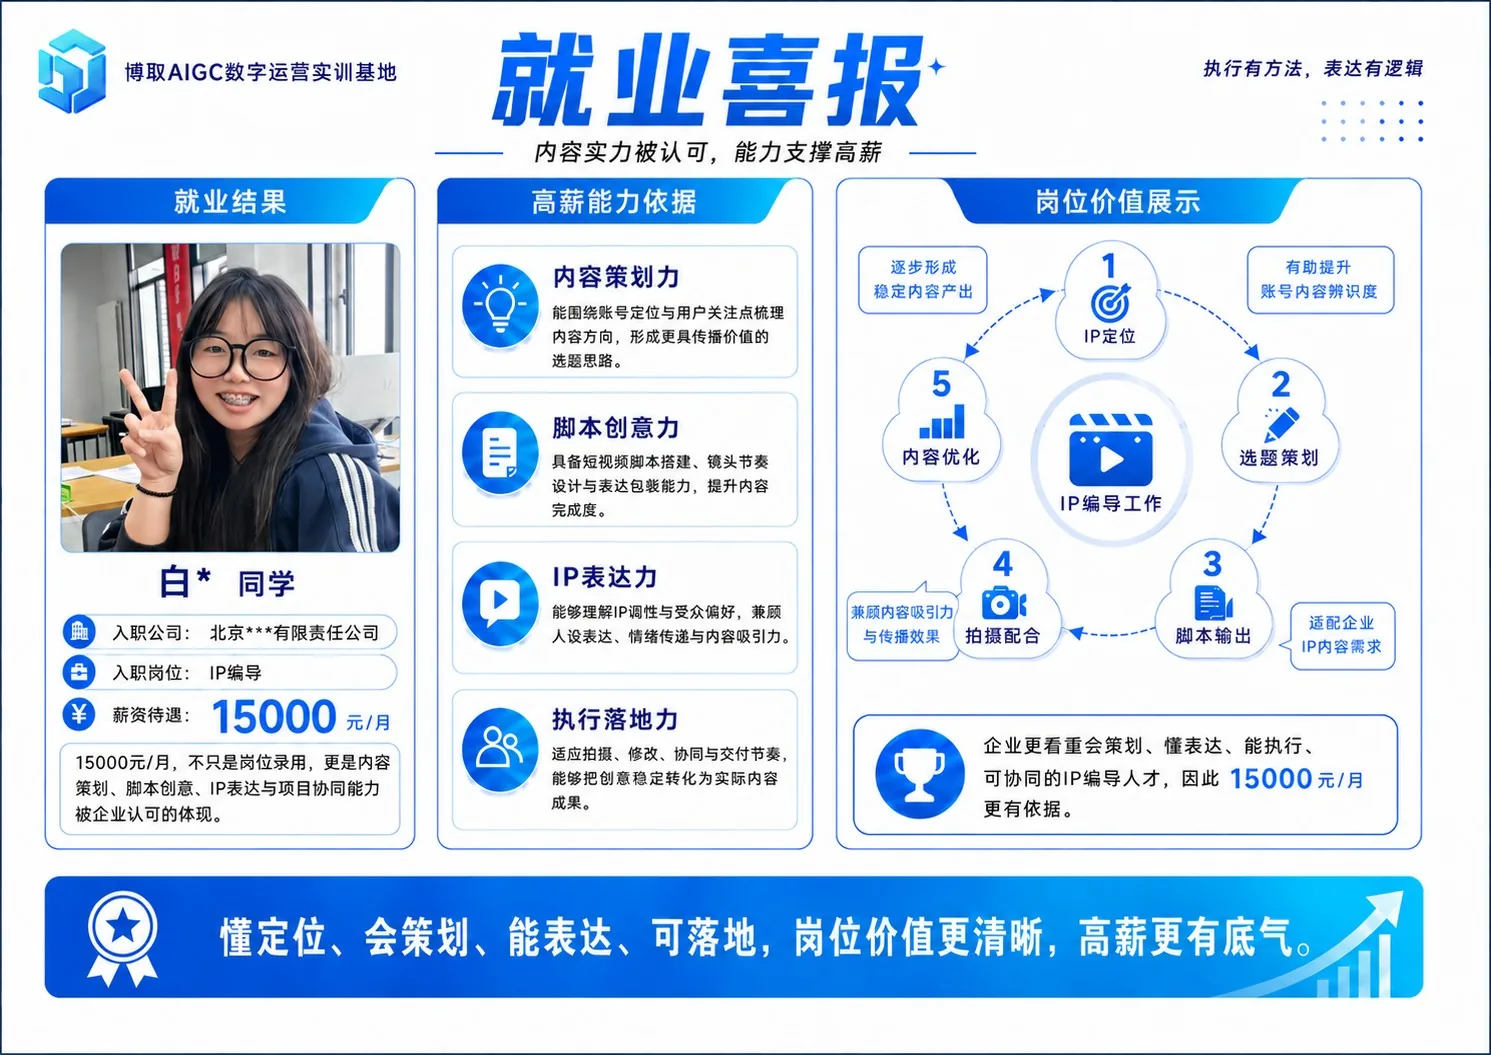 博取AIGC数字运营实训基地
就业喜报
执行有方法，表达有逻辑
内容实力被认可，能力支撑高薪
就业结果
白* 同学
入职公司： 北京***有限责任公司
入职岗位： IP编导
薪资待遇： 15000 元/月
15000元/月，不只是岗位录用，更是内容
策划、脚本创意、IP表达与项目协同能力
被企业认可的体现。
高薪能力依据
内容策划力
能围绕账号定位与用户关注点梳理
内容方向，形成更具传播价值的
选题思路。
脚本创意力
具备短视频脚本搭建、镜头节奏
设计与表达包装能力，提升内容
完成度。
IP表达力
能够理解IP调性与受众偏好，兼顾
人设表达、情绪传递与内容吸引力。
执行落地力
适应拍摄、修改、协同与交付节奏，
能够把创意稳定转化为实际内容
成果。
岗位价值展示
逐步形成
稳定内容产出
1
IP定位
有助提升
账号内容辨识度
5
内容优化
2
选题策划
IP编导工作
4
拍摄配合
3
脚本输出
兼顾内容吸引力
与传播效果
适配企业
IP内容需求
企业更看重会策划、懂表达、能执行、
可协同的IP编导人才，因此 15000 元/月
更有依据。
懂定位、会策划、能表达、可落地，岗位价值更清晰，高薪更有底气。